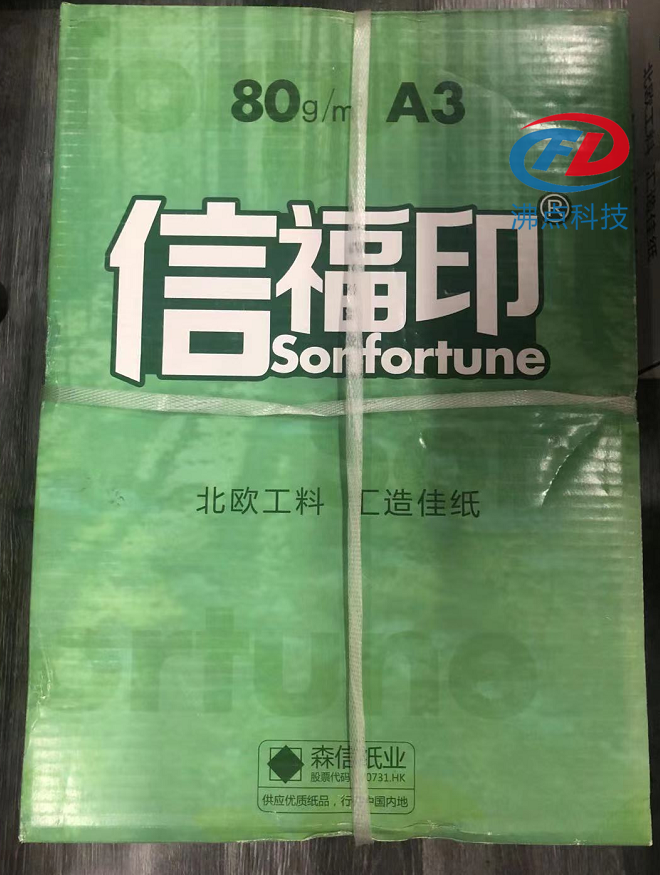 80g/m A3
FD
沸点科技
信福印®
Sonfortune
北欧工料 汇造佳纸
森信纸业
股票代码 0731.HK
供应优质纸品，行 中国内地